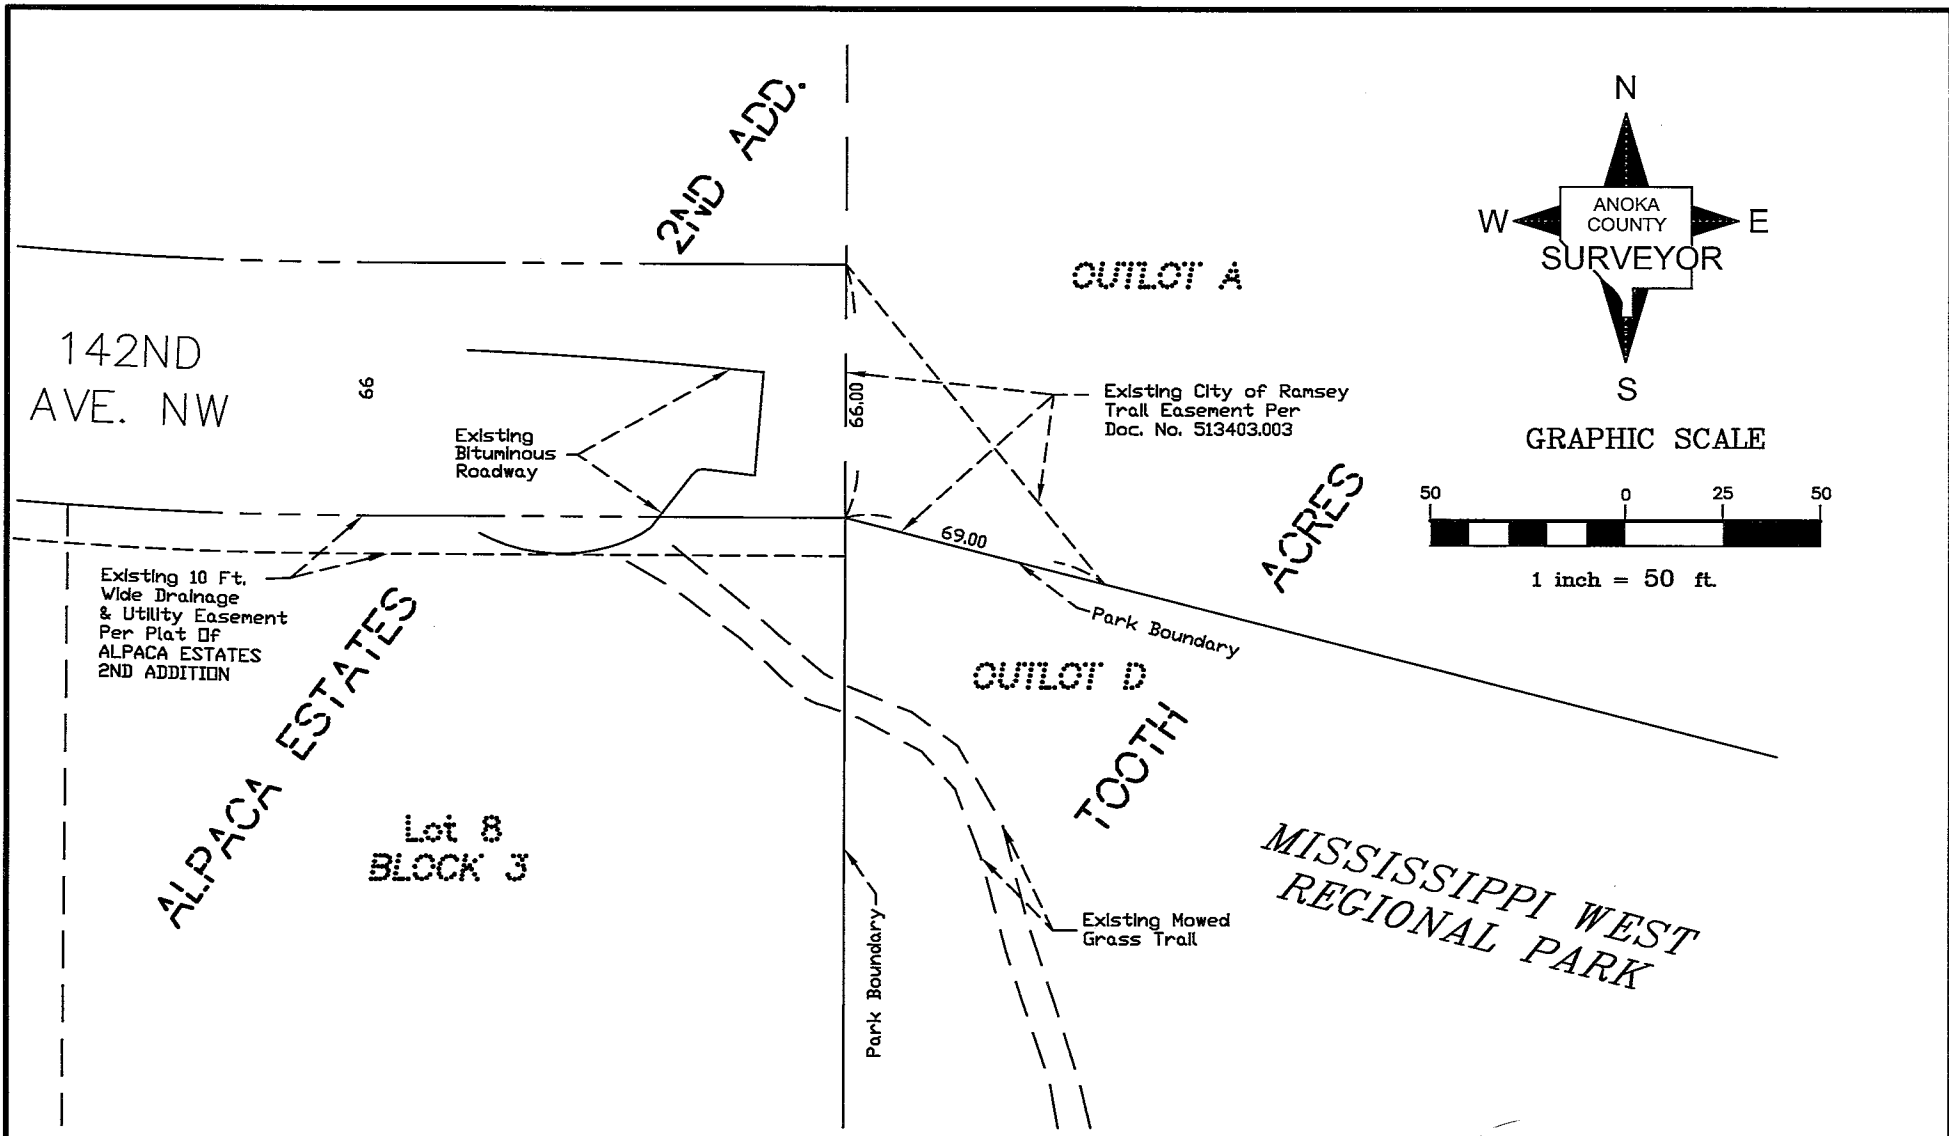 2ND ADD.
N
ANOKA
COUNTY
W
E
SURVEYOR
S
OUTLOT A
142ND
AVE. NW
66
66.00
Existing City of Ramsey
Trail Easement Per
Doc. No. 513403.003
Existing
Bituminous
Roadway
GRAPHIC SCALE
50
0
25
50
1 inch = 50 ft.
69.00
ACRES
Park Boundary
Existing 10 Ft.
Wide Drainage
& Utility Easement
Per Plat Of
ALPACA ESTATES
2ND ADDITION
ALPACA ESTATES
OUTLOT D
TOOTH
Lot 8
BLOCK 3
Park Boundary
Existing Mowed
Grass Trail
MISSISSIPPI WEST
REGIONAL PARK